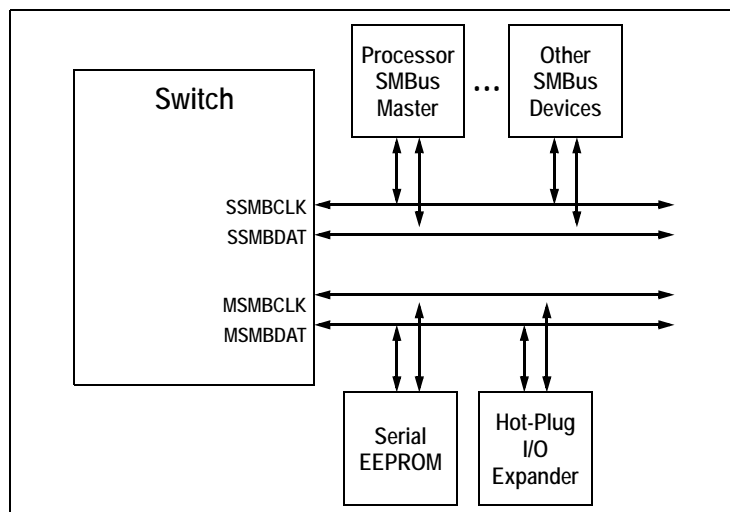 Processor
SMBus
Master
...
Other
SMBus
Devices
Switch
SSMBCLK
SSMBDAT
MSMBCLK
MSMBDAT
Serial
EEPROM
Hot-Plug
I/O
Expander